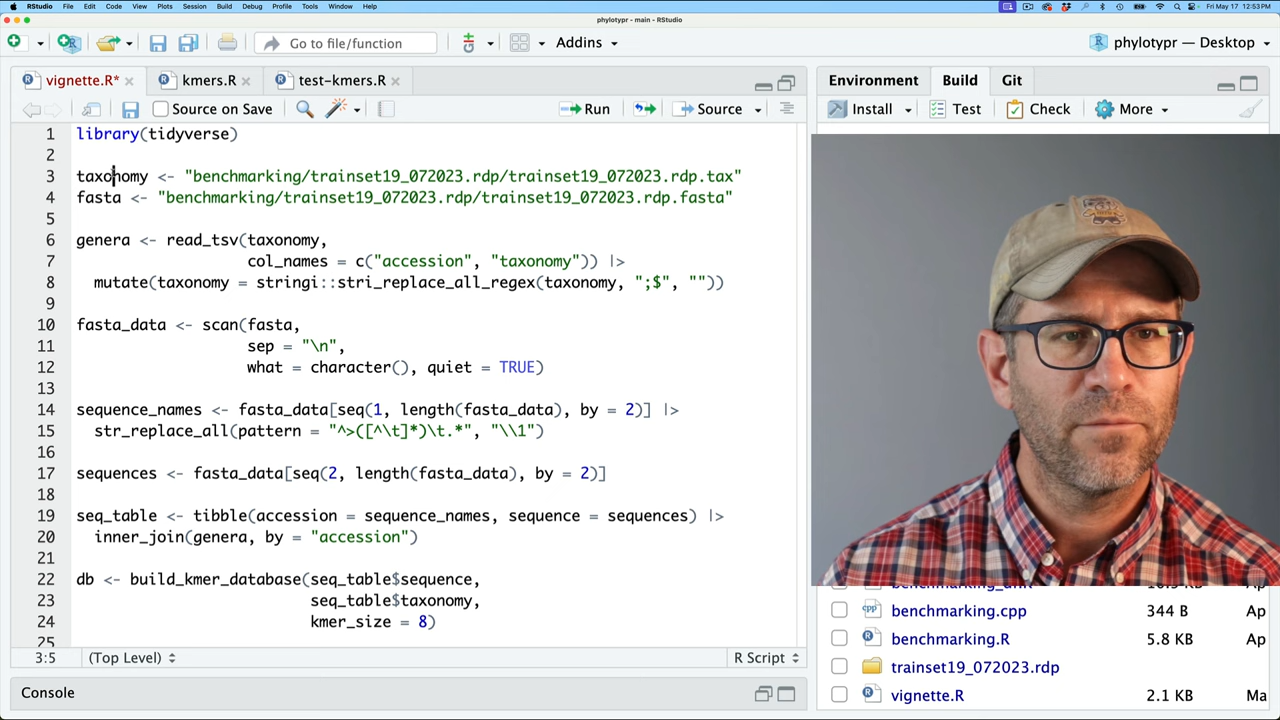 RStudio File Edit Code View Plots Session Build Debug Profile Tools Window Help Fri May 17 12:53 PM
phylotypr - main - RStudio
Go to file/function Addins phylotypr — Desktop
vignette.R* kmers.R test-kmers.R Environment Build Git
Source on Save Run Source Install Test Check More
1 library(tidyverse)
2
3 taxonomy <- "benchmarking/trainset19_072023.rdp/trainset19_072023.rdp.tax"
4 fasta <- "benchmarking/trainset19_072023.rdp/trainset19_072023.rdp.fasta"
5
6 genera <- read_tsv(taxonomy,
7 col_names = c("accession", "taxonomy")) |>
8 mutate(taxonomy = stringi::stri_replace_all_regex(taxonomy, ";$", ""))
9
10 fasta_data <- scan(fasta,
11 sep = "\n",
12 what = character(), quiet = TRUE)
13
14 sequence_names <- fasta_data[seq(1, length(fasta_data), by = 2)] |>
15 str_replace_all(pattern = "^>([^\t]*)\t.*", "\\1")
16
17 sequences <- fasta_data[seq(2, length(fasta_data), by = 2)]
18
19 seq_table <- tibble(accession = sequence_names, sequence = sequences) |>
20 inner_join(genera, by = "accession")
21
22 db <- build_kmer_database(seq_table$sequence,
23 seq_table$taxonomy,
24 kmer_size = 8)
25
3:5 (Top Level) R Script
Console
benchmarking.cpp 344 B Ap
benchmarking.R 5.8 KB Ap
trainset19_072023.rdp
vignette.R 2.1 KB Ma